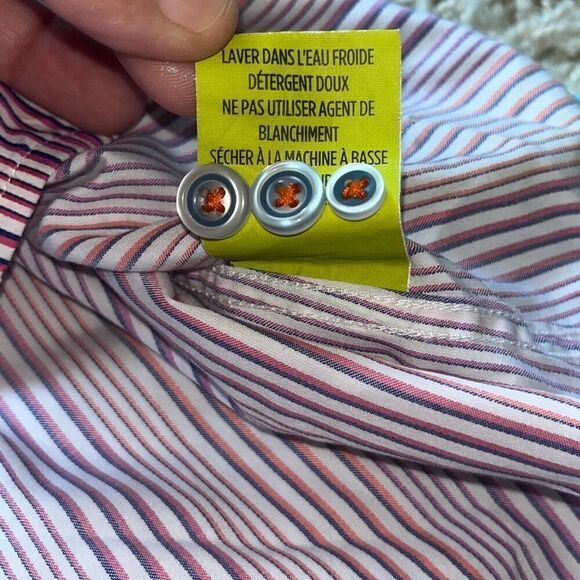 LAVER DANS L'EAU FROIDE
DÉTERGENT DOUX
NE PAS UTILISER AGENT DE
BLANCHIMENT
SÉCHER À LA MACHINE À BASSE